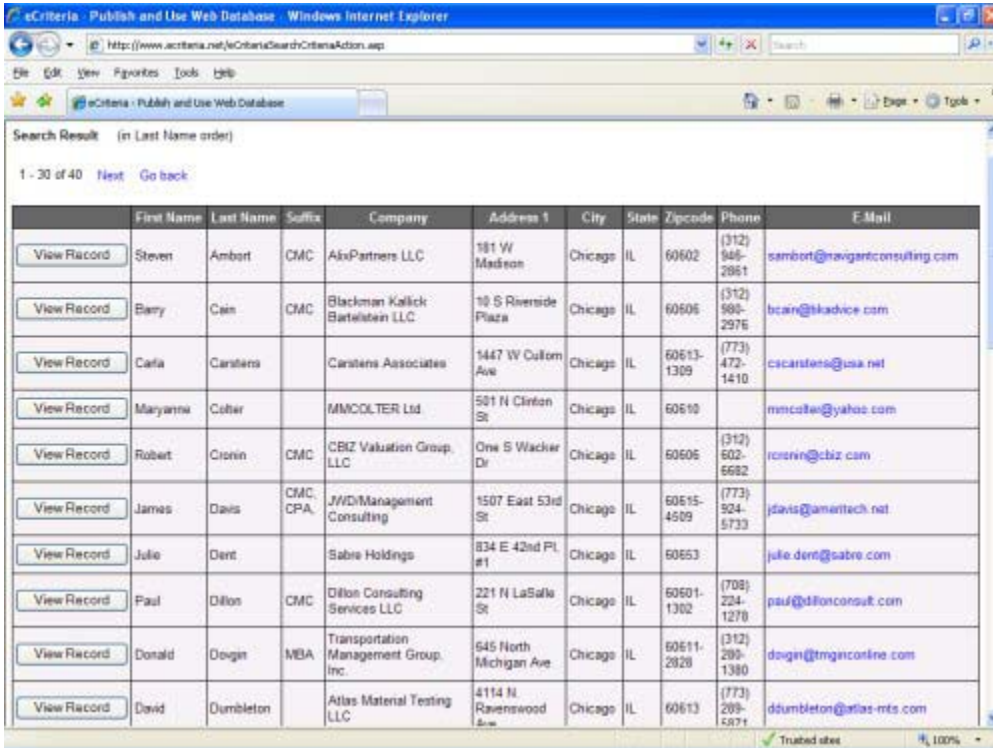 eCriteria - Publish and Use Web Database - Windows Internet Explorer
http://www.ecriteria.net/eCriteriaSearchCriteriaAction.asp
Search
File Edit View Favorites Tools Help
eCriteria - Publish and Use Web Database
Page Tools
Search Result (in Last Name order)
1 - 30 of 40 Next Go back
First Name Last Name Suffix Company Address 1 City State Zipcode Phone E.Mail
View Record Steven Ambort CMC AlixPartners LLC 181 W Madison Chicago IL 60602 (312) 946-2861 sambort@navigantconsulting.com
View Record Barry Cain CMC Blackman Kallick Bartelstein LLC 10 S Riverside Plaza Chicago IL 60606 (312) 980-2976 bcain@bkadvice.com
View Record Carla Carstens Carstens Associates 1447 W Cullom Ave Chicago IL 60613-1309 (773) 472-1410 cscarstens@usa.net
View Record Maryanne Colter MMCOLTER Ltd. 501 N Clinton St Chicago IL 60610 mmcolter@yahoo.com
View Record Robert Cronin CMC CBIZ Valuation Group, LLC One S Wacker Dr Chicago IL 60606 (312) 602-6682 rcronin@cbiz.com
View Record James Davis CMC, CPA, JWD/Management Consulting 1507 East 53rd St Chicago IL 60615-4509 (773) 924-5733 jdavis@ameritech.net
View Record Julie Dent Sabre Holdings 834 E 42nd Pl, #1 Chicago IL 60653 julie.dent@sabre.com
View Record Paul Dillon CMC Dillon Consulting Services LLC 221 N LaSalle St Chicago IL 60601-1302 (708) 224-1278 paul@dillonconsult.com
View Record Donald Dovgin MBA Transportation Management Group, Inc. 645 North Michigan Ave Chicago IL 60611-2828 (312) 280-1380 dovgin@tmginconline.com
View Record David Dumbleton Atlas Material Testing LLC 4114 N. Ravenswood Ave Chicago IL 60613 (773) 289-5871 ddumbleton@atlas-mts.com
Trusted sites 100%